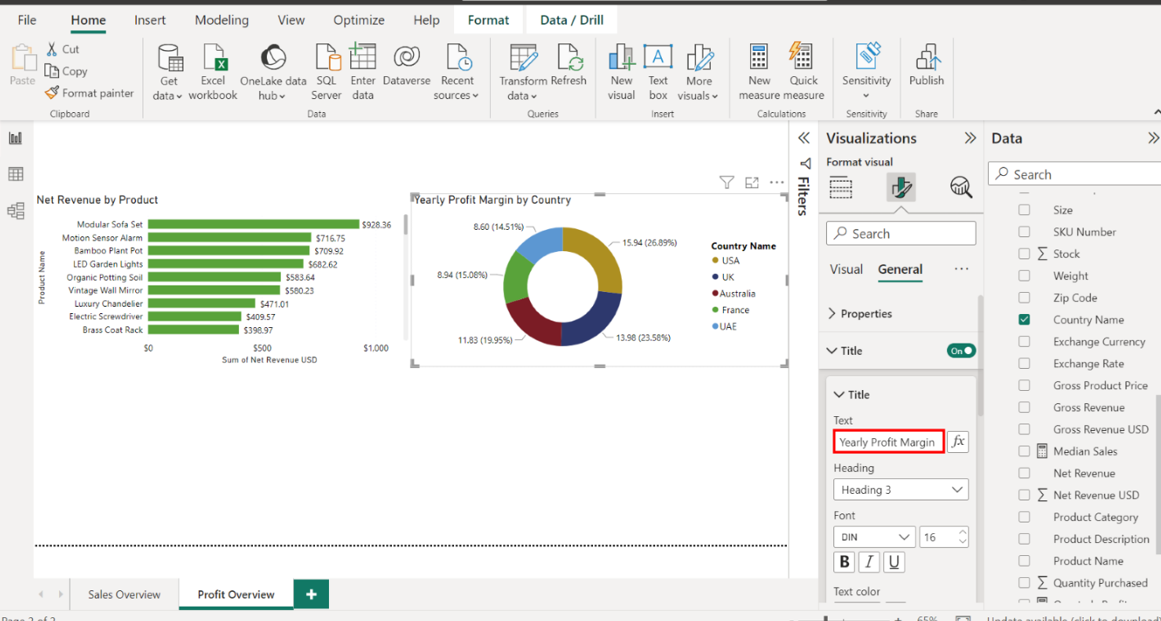 File Home Insert Modeling View Optimize Help Format Data / Drill
Paste
Cut
Copy
Format painter
Clipboard
Get data
Excel workbook
OneLake data hub
SQL Server
Enter data
Dataverse
Recent sources
Data
Transform data
Refresh
Queries
New visual
Text box
More visuals
Insert
New measure
Quick measure
Calculations
Sensitivity
Sensitivity
Publish
Share
Net Revenue by Product
Product Name
Modular Sofa Set $928.36
Motion Sensor Alarm $716.75
Bamboo Plant Pot $709.92
LED Garden Lights $682.62
Organic Potting Soil $583.64
Vintage Wall Mirror $580.23
Luxury Chandelier $471.01
Electric Screwdriver $409.57
Brass Coat Rack $398.97
$0 $500 $1,000
Sum of Net Revenue USD
Yearly Profit Margin by Country
8.60 (14.51%)
15.94 (26.89%)
8.94 (15.08%)
11.83 (19.95%)
13.98 (23.58%)
Country Name
USA
UK
Australia
France
UAE
Filters
Visualizations
Format visual
Search
Visual General
Properties
Title On
Title
Text
Yearly Profit Margin fx
Heading
Heading 3
Font
DIN 16
B I U
Text color
Data
Search
Size
SKU Number
Stock
Weight
Zip Code
Country Name
Exchange Currency
Exchange Rate
Gross Product Price
Gross Revenue
Gross Revenue USD
Median Sales
Net Revenue
Net Revenue USD
Product Category
Product Description
Product Name
Quantity Purchased
Sales Overview Profit Overview +
65%
Update available (click to download)